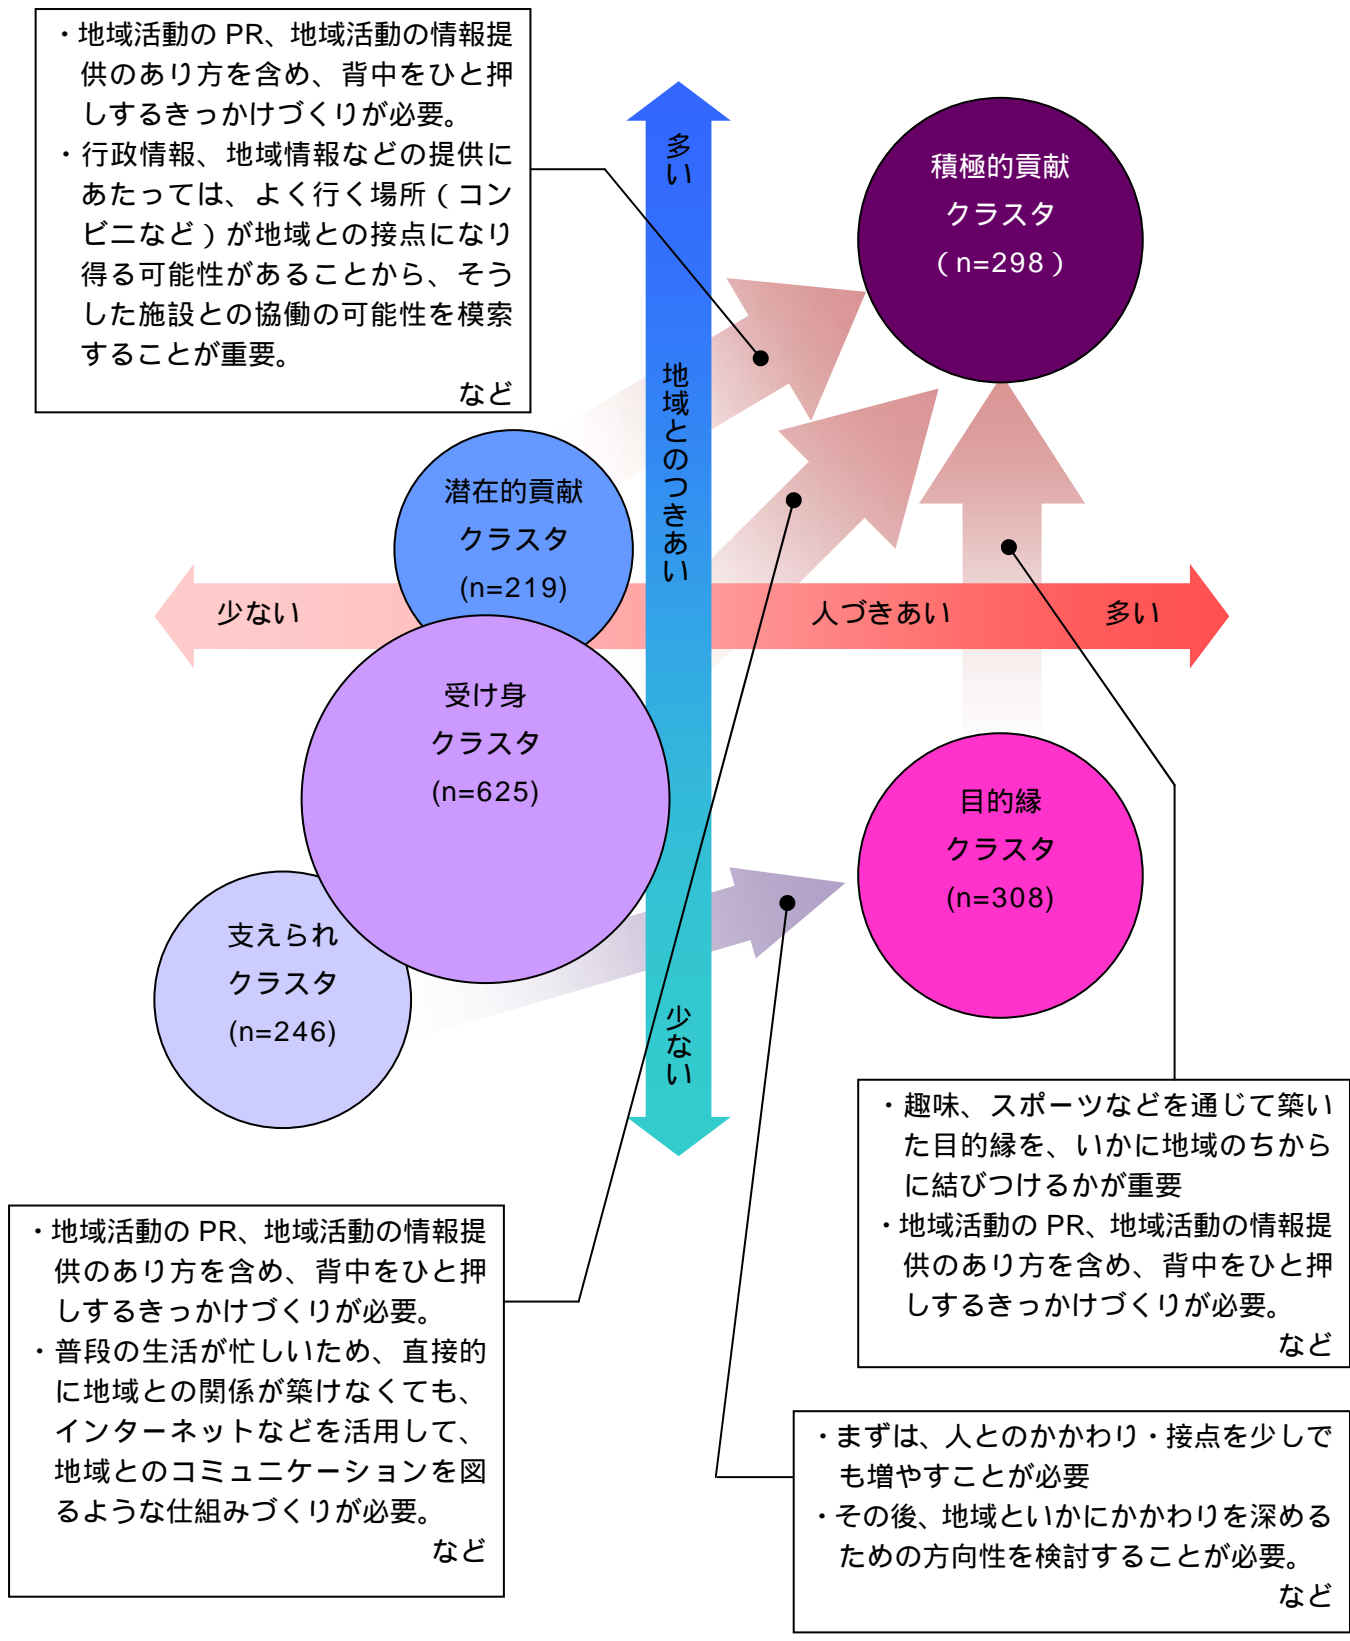 ・地域活動の PR、地域活動の情報提
供のあり方を含め、背中をひと押
しするきっかけづくりが必要。
・行政情報、地域情報などの提供に
あたっては、よく行く場所（コン
ビニなど）が地域との接点になり
得る可能性があることから、そう
した施設との協働の可能性を模索
することが重要。
など
多い
地域とのつきあい
少ない
積極的貢献
クラスタ
（n=298）
潜在的貢献
クラスタ
(n=219)
少ない
人づきあい
多い
受け身
クラスタ
(n=625)
目的縁
クラスタ
(n=308)
支えられ
クラスタ
(n=246)
・趣味、スポーツなどを通じて築い
た目的縁を、いかに地域のちから
に結びつけるかが重要
・地域活動の PR、地域活動の情報提
供のあり方を含め、背中をひと押
しするきっかけづくりが必要。
など
・地域活動の PR、地域活動の情報提
供のあり方を含め、背中をひと押
しするきっかけづくりが必要。
・普段の生活が忙しいため、直接的
に地域との関係が築けなくても、
インターネットなどを活用して、
地域とのコミュニケーションを図
るような仕組みづくりが必要。
など
・まずは、人とのかかわり・接点を少しで
も増やすことが必要
・その後、地域といかにかかわりを深める
ための方向性を検討することが必要。
など